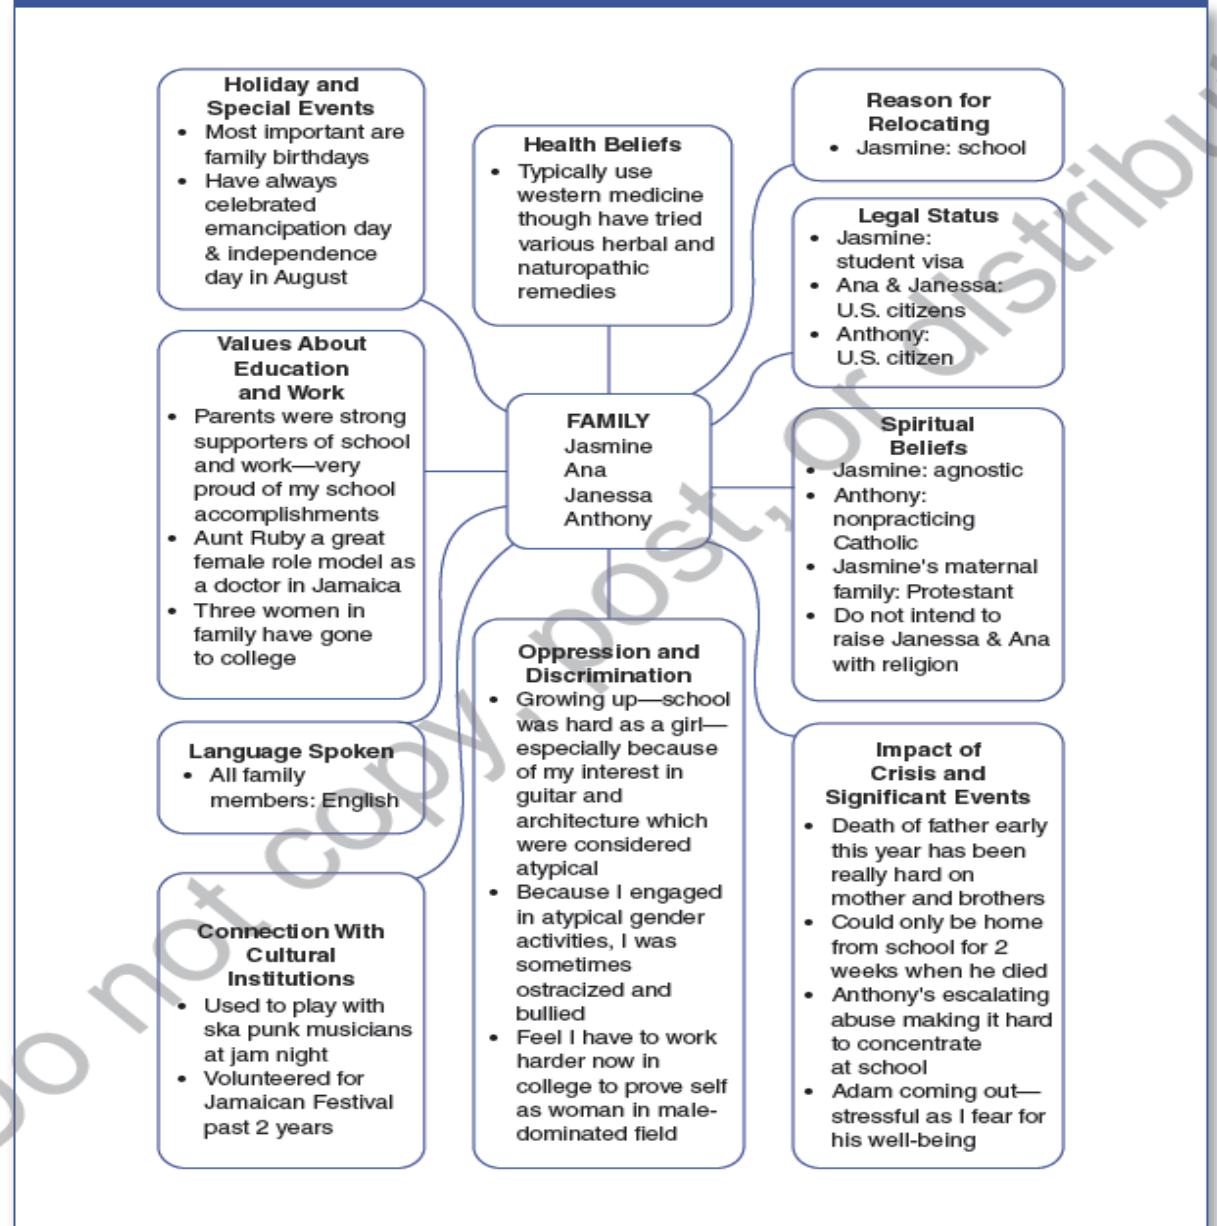 Holiday and
Special Events
• Most important are
family birthdays
• Have always
celebrated
emancipation day
& independence
day in August
Health Beliefs
• Typically use
western medicine
though have tried
various herbal and
naturopathic
remedies
Reason for
Relocating
• Jasmine: school
Legal Status
• Jasmine:
student visa
• Ana & Janessa:
U.S. citizens
• Anthony:
U.S. citizen
Values About
Education
and Work
• Parents were strong
supporters of school
and work—very
proud of my school
accomplishments
• Aunt Ruby a great
female role model as
a doctor in Jamaica
• Three women in
family have gone
to college
FAMILY
Jasmine
Ana
Janessa
Anthony
Spiritual
Beliefs
• Jasmine: agnostic
• Anthony:
nonpracticing
Catholic
• Jasmine's maternal
family: Protestant
• Do not intend to
raise Janessa & Ana
with religion
Language Spoken
• All family
members: English
Oppression and
Discrimination
• Growing up—school
was hard as a girl—
especially because
of my interest in
guitar and
architecture which
were considered
atypical
• Because I engaged
in atypical gender
activities, I was
sometimes
ostracized and
bullied
• Feel I have to work
harder now in
college to prove self
as woman in male-
dominated field
Impact of
Crisis and
Significant Events
• Death of father early
this year has been
really hard on
mother and brothers
• Could only be home
from school for 2
weeks when he died
• Anthony's escalating
abuse making it hard
to concentrate
at school
• Adam coming out—
stressful as I fear for
his well-being
Connection With
Cultural
Institutions
• Used to play with
ska punk musicians
at jam night
• Volunteered for
Jamaican Festival
past 2 years
Do not copy, post, or distribu